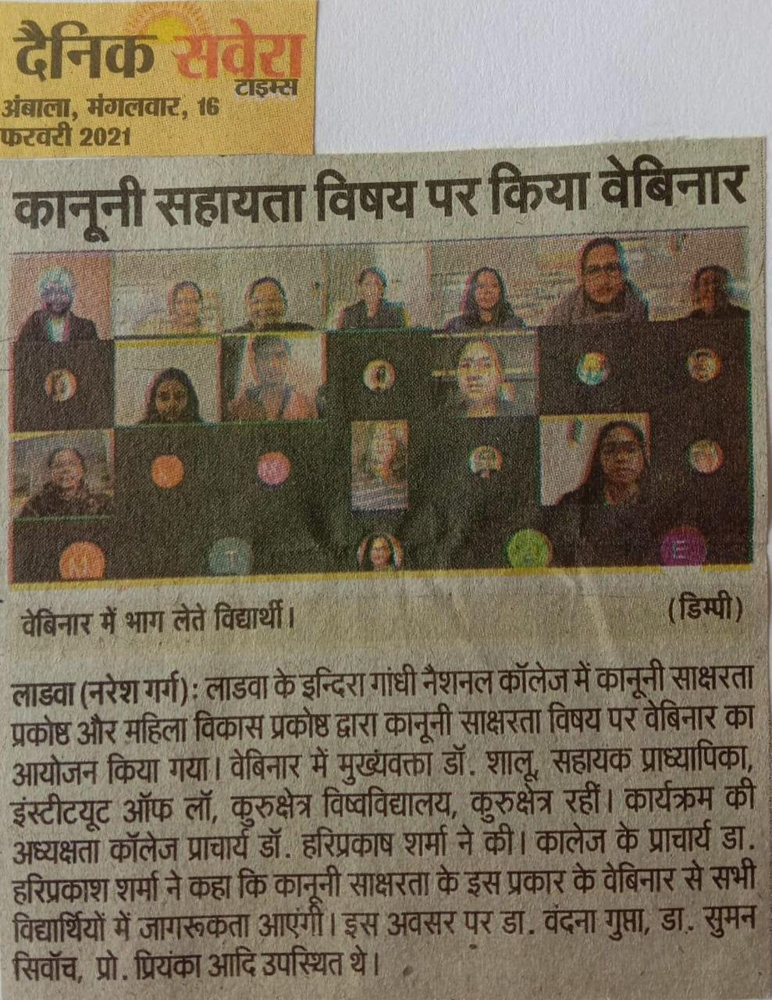 दैनिक सवेरा
टाइम्स
अंबाला, मंगलवार, 16
फरवरी 2021
कानूनी सहायता विषय पर किया वेबिनार
M
T
E
वेबिनार में भाग लेते विद्यार्थी।
(डिम्पी)
लाडवा (नरेश गर्ग): लाडवा के इन्दिरा गांधी नैशनल कॉलेज में कानूनी साक्षरता
प्रकोष्ठ और महिला विकास प्रकोष्ठ द्वारा कानूनी साक्षरता विषय पर वेबिनार का
आयोजन किया गया। वेबिनार में मुख्यंवक्ता डॉ. शालू, सहायक प्राध्यापिका,
इंस्टीटयूट ऑफ लॉ, कुरुक्षेत्र विष्वविद्यालय, कुरुक्षेत्र रहीं। कार्यक्रम की
अध्यक्षता कॉलेज प्राचार्य डॉ. हरिप्रकाष शर्मा ने की। कालेज के प्राचार्य डा.
हरिप्रकाश शर्मा ने कहा कि कानूनी साक्षरता के इस प्रकार के वेबिनार से सभी
विद्यार्थियों में जागरूकता आएंगी। इस अवसर पर डा. वंदना गुप्ता, डा. सुमन
सिवॉच, प्रो. प्रियंका आदि उपस्थित थे।